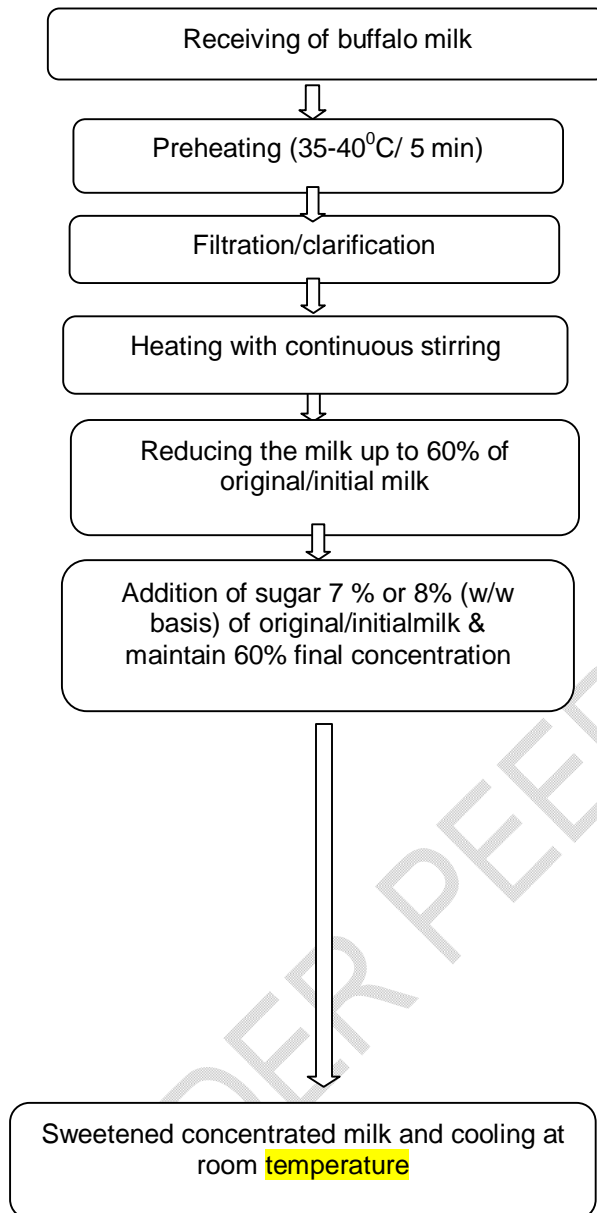 Receiving of buffalo milk
Preheating (35-40⁰C/ 5 min)
Filtration/clarification
Heating with continuous stirring
Reducing the milk up to 60% of
original/initial milk
Addition of sugar 7 % or 8% (w/w
basis) of original/initialmilk &
maintain 60% final concentration
DER PEE
Sweetened concentrated milk and cooling at
room temperature